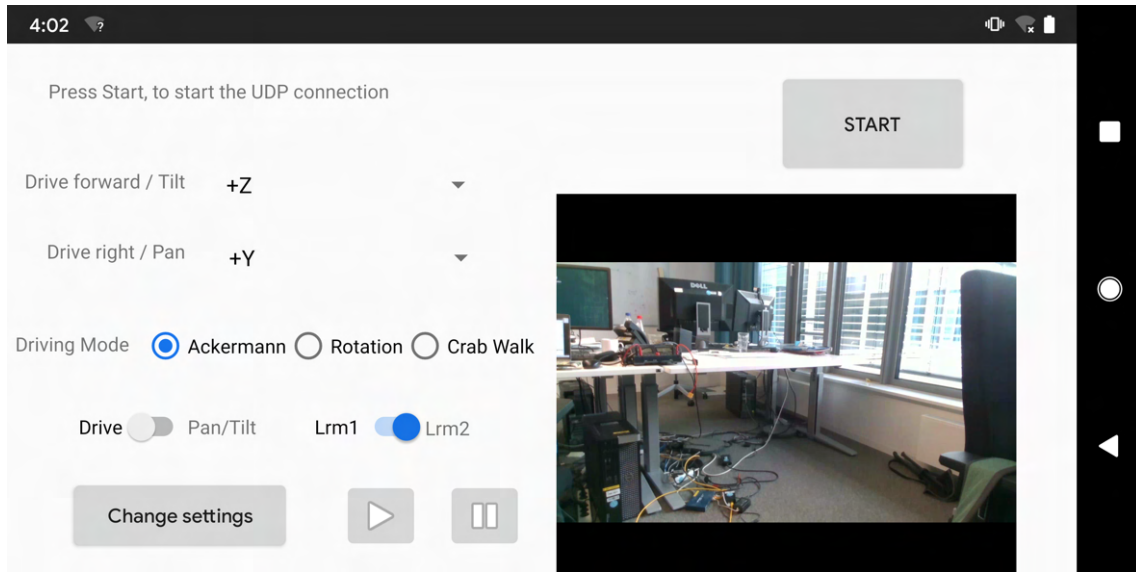 4:02
Press Start, to start the UDP connection
START
Drive forward / Tilt +Z
Drive right / Pan +Y
Driving Mode Ackermann Rotation Crab Walk
Drive Pan/Tilt Lrm1 Lrm2
Change settings
DELL